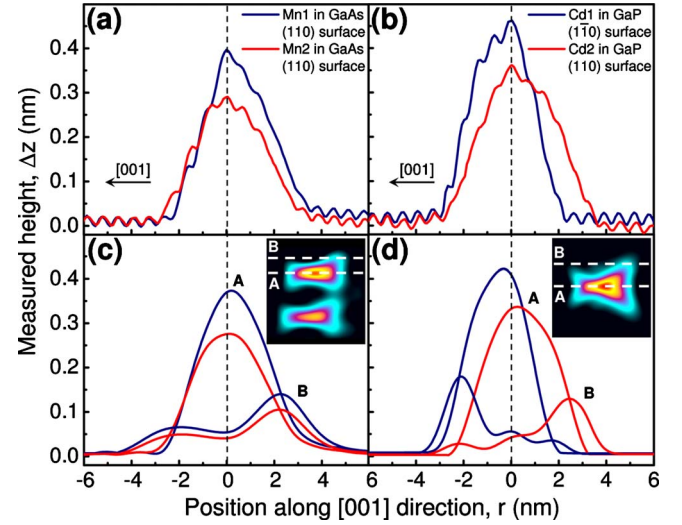 (a)
Mn1 in GaAs
(110) surface
Mn2 in GaAs
(110) surface
(b)
Cd1 in GaP
(11̅0) surface
Cd2 in GaP
(110) surface
0.4
0.3
0.2
0.1
0.0
[001]
[001]
Measured height, Δz (nm)
(c)
A
B
B
A
(d)
A
B
B
A
0.4
0.3
0.2
0.1
0.0
-6 -4 -2 0 2 4 6 -4 -2 0 2 4 6
Position along [001] direction, r (nm)